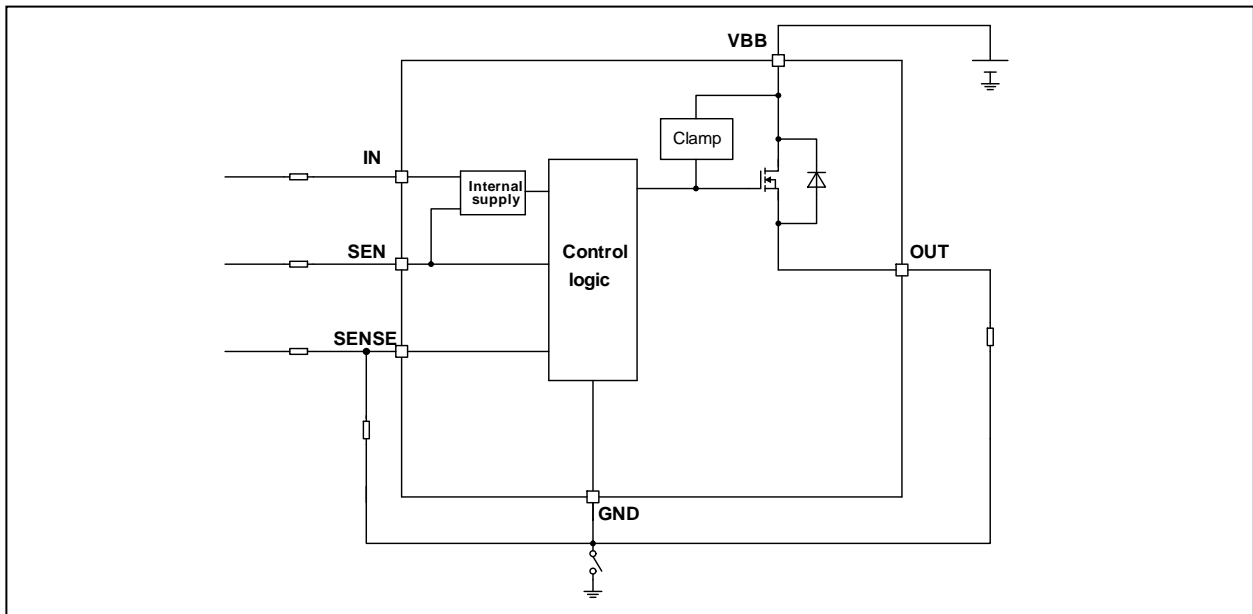 VBB
Clamp
IN
Internal
supply
SEN
Control
logic
OUT
SENSE
GND